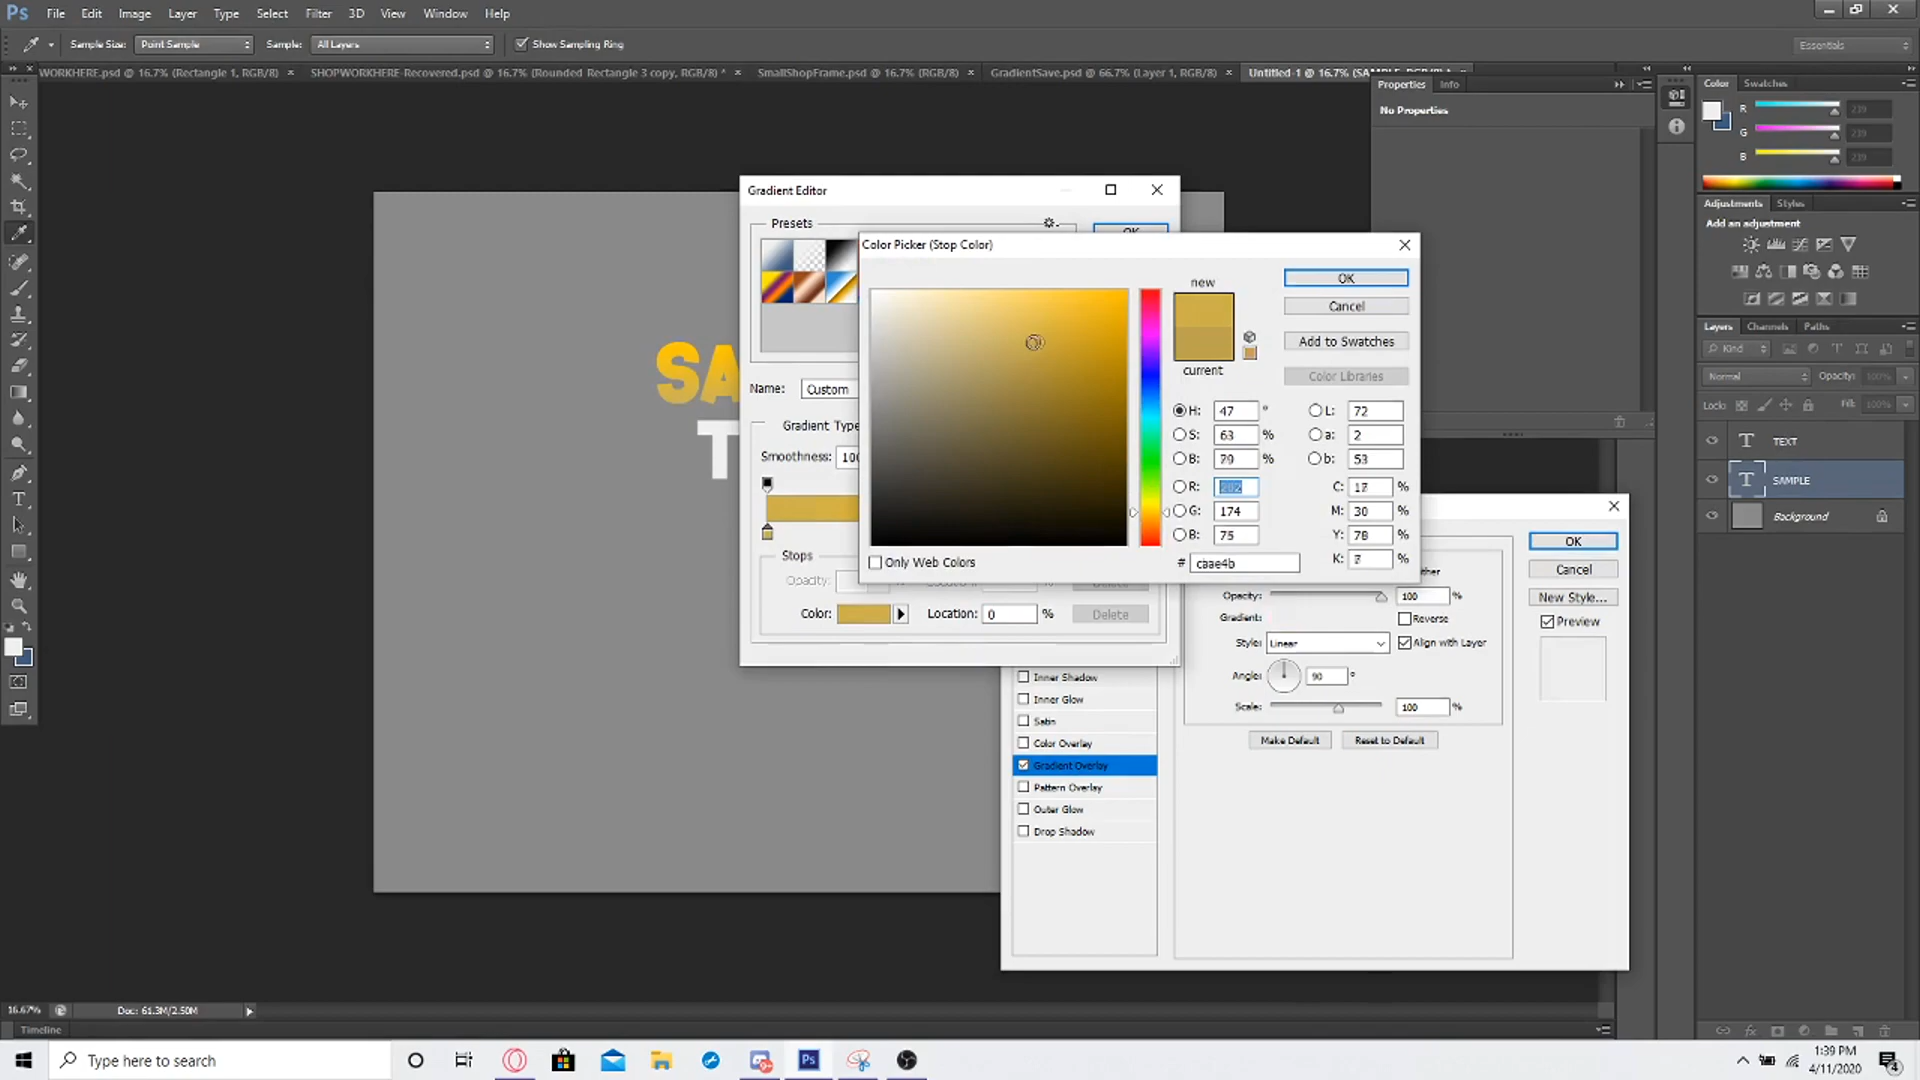 Ps File Edit Image Layer Type Select Filter 3D View Window Help
Sample Size: Point Sample Sample: All Layers Show Sampling Ring Essentials
WORKHERE.psd @ 16.7% (Rectangle 1, RGB/8) × SHOPWORKHERE-Recovered.psd @ 16.7% (Rounded Rectangle 3 copy, RGB/8) * × SmallShopFrame.psd @ 16.7% (RGB/8) × GradientSave.psd @ 66.7% (Layer 1, RGB/8) × Untitled-1 @ 16.7% (SAMPLE, RGB/8) *
Properties Info
No Properties
Color Swatches
R 239
G 239
B 239
Adjustments Styles
Add an adjustment
Layers Channels Paths
Kind
Normal Opacity: 100%
Lock: Fill: 100%
T TEXT
T SAMPLE
Background
SA
T
Gradient Editor
Presets
OK
Name: Custom
Gradient Type
Smoothness: 100
Stops
Opacity:
Delete
Color: Location: 0 % Delete
Color Picker (Stop Color)
new
current
OK
Cancel
Add to Swatches
Color Libraries
H: 47 °
S: 63 %
B: 79 %
R: 202
G: 174
B: 75
L: 72
a: 2
b: 53
C: 17 %
M: 30 %
Y: 78 %
K: %
# caae4b
Only Web Colors
Opacity: 100 %
Gradient: Reverse
Style: Linear Align with Layer
Angle: 90 °
Scale: 100 %
Make Default Reset to Default
OK
Cancel
New Style...
Preview
Inner Shadow
Inner Glow
Satin
Color Overlay
Gradient Overlay
Pattern Overlay
Outer Glow
Drop Shadow
16.67% Doc: 61.3M/2.50M
Timeline
Type here to search
Ps
1:39 PM
4/11/2020
4